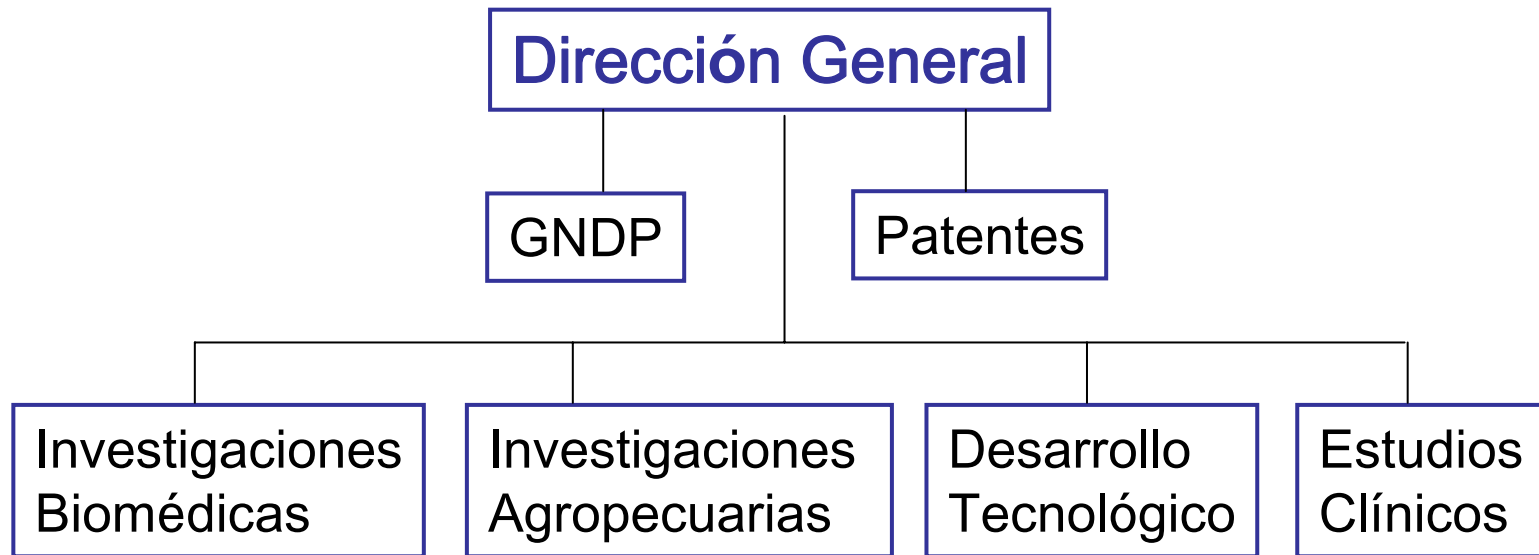 Dirección General
GNDP
Patentes
Investigaciones
Biomédicas
Investigaciones
Agropecuarias
Desarrollo
Tecnológico
Estudios
Clínicos